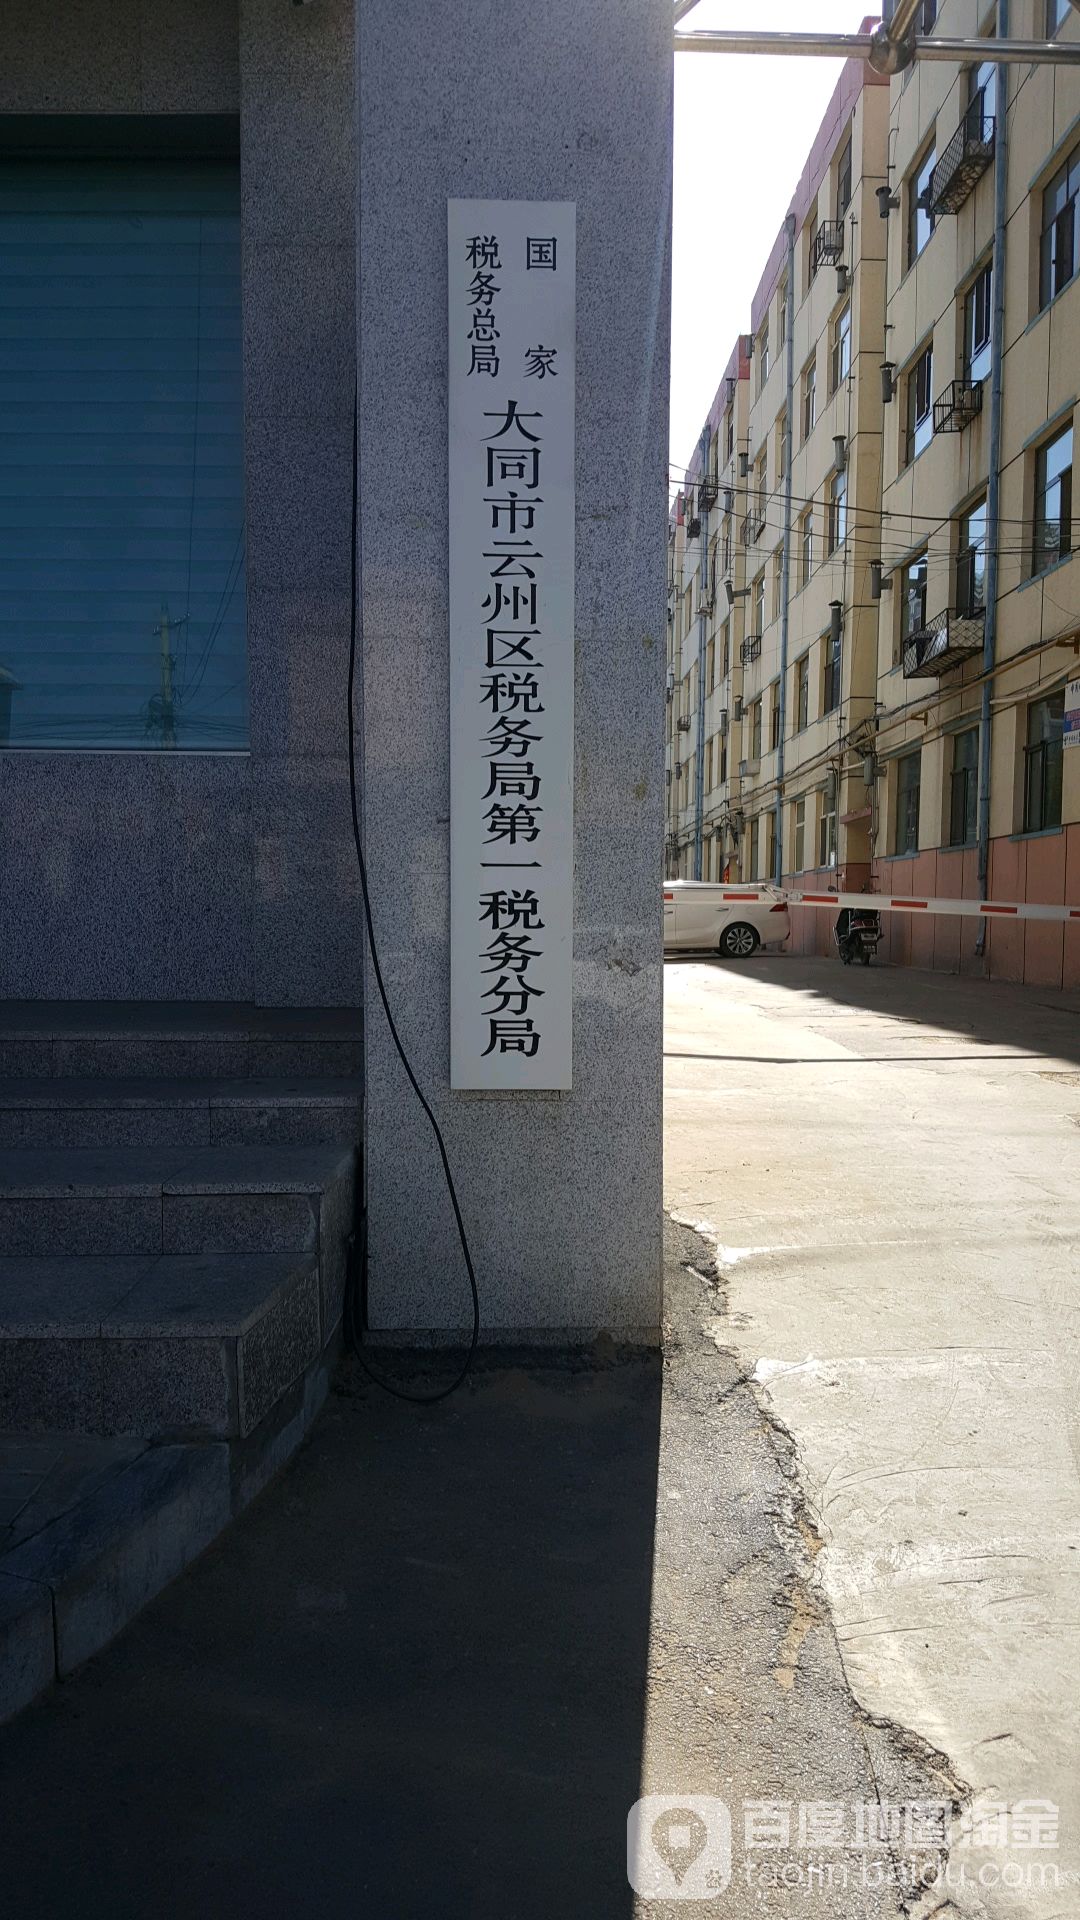 国家
税务总局
大同市云州区税务局第一税务分局
百度地图淘金
taojin.baidu.com